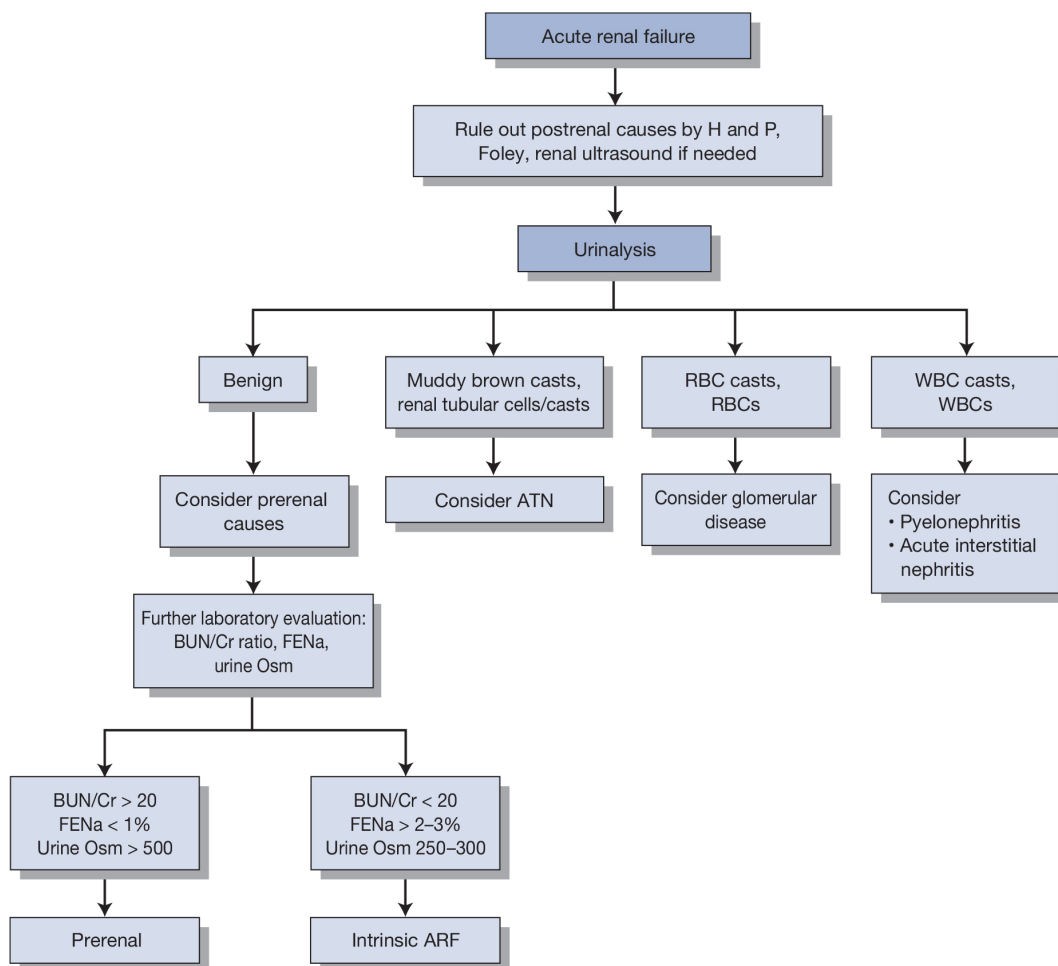 Acute renal failure
Rule out postrenal causes by H and P,
Foley, renal ultrasound if needed
Urinalysis
Benign
Muddy brown casts,
renal tubular cells/casts
RBC casts,
RBCs
WBC casts,
WBCs
Consider prerenal
causes
Consider ATN
Consider glomerular
disease
Consider
• Pyelonephritis
• Acute interstitial
nephritis
Further laboratory evaluation:
BUN/Cr ratio, FENa,
urine Osm
BUN/Cr > 20
FENa < 1%
Urine Osm > 500
BUN/Cr < 20
FENa > 2–3%
Urine Osm 250–300
Prerenal
Intrinsic ARF